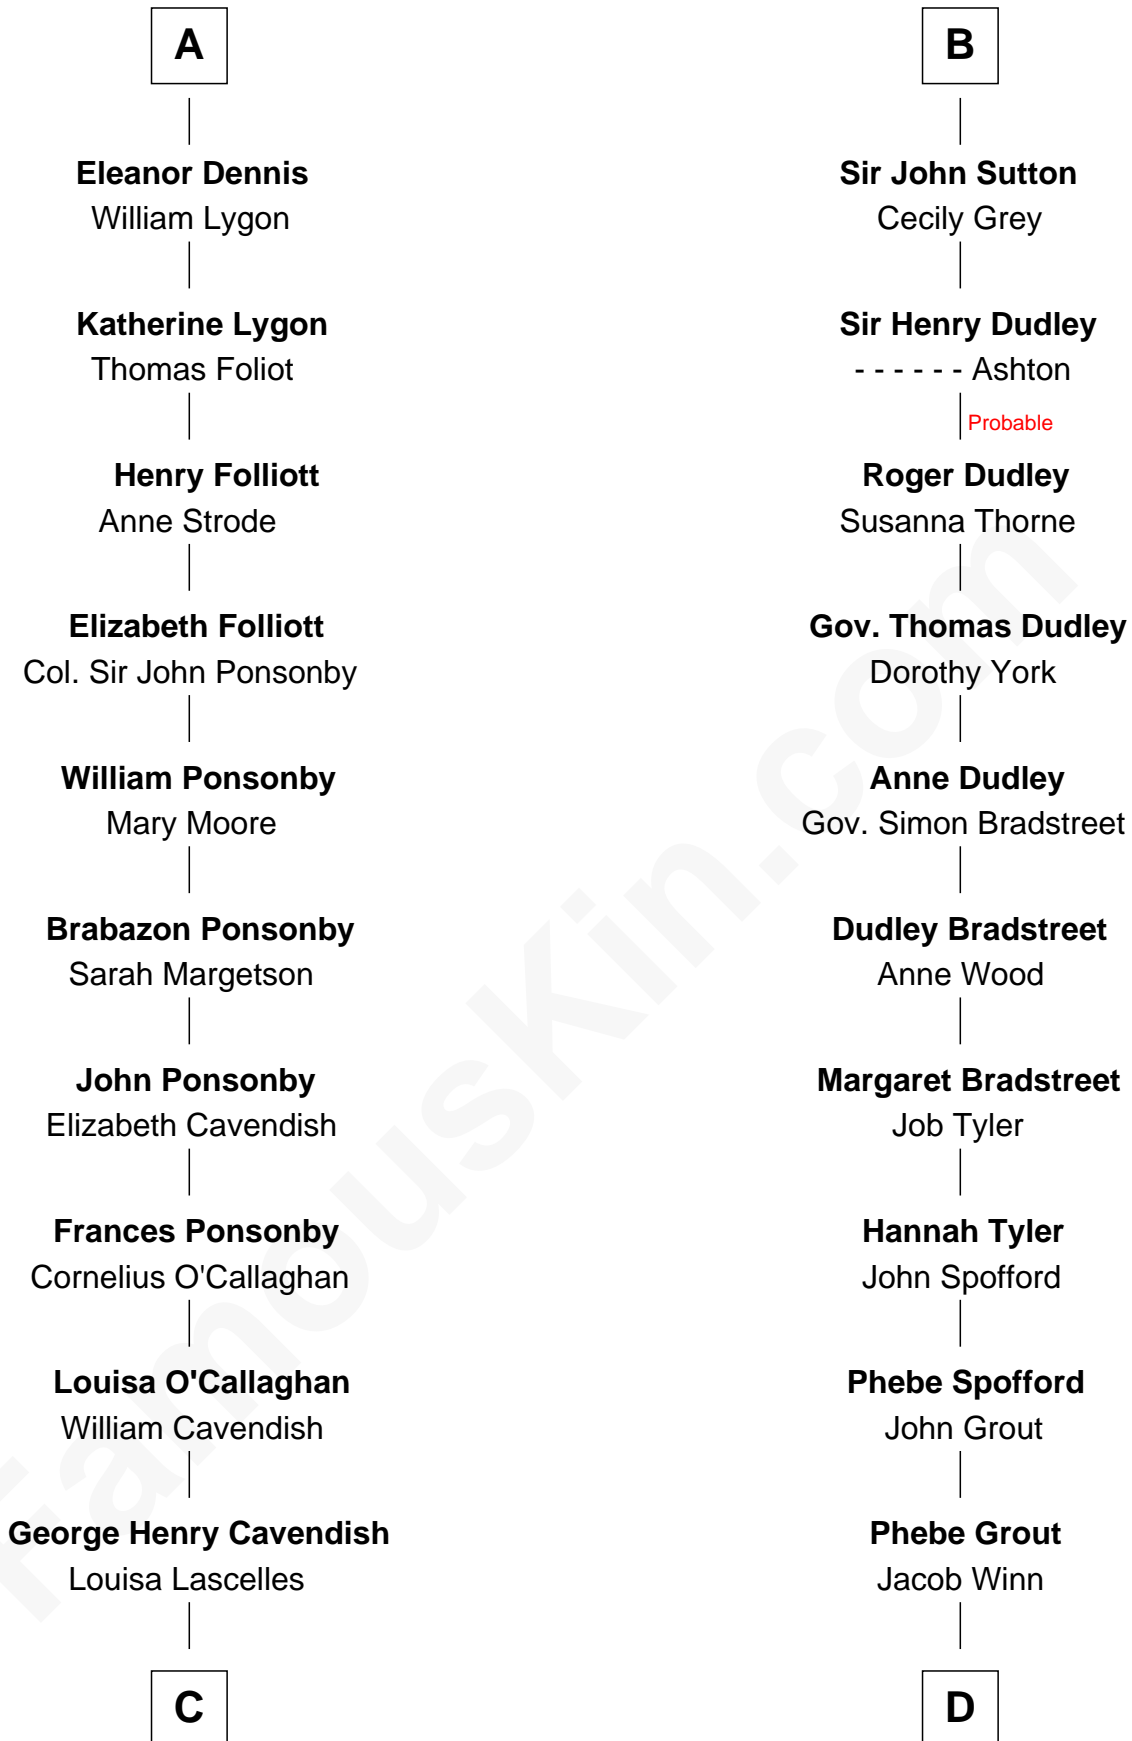 A
Eleanor Dennis
William Lygon
Katherine Lygon
Thomas Foliot
Henry Folliott
Anne Strode
Elizabeth Folliott
Col. Sir John Ponsonby
William Ponsonby
Mary Moore
Brabazon Ponsonby
Sarah Margetson
John Ponsonby
Elizabeth Cavendish
Frances Ponsonby
Cornelius O'Callaghan
Louisa O'Callaghan
William Cavendish
George Henry Cavendish
Louisa Lascelles
C
B
Sir John Sutton
Cecily Grey
Sir Henry Dudley
- - - - - - Ashton
Probable
Roger Dudley
Susanna Thorne
Gov. Thomas Dudley
Dorothy York
Anne Dudley
Gov. Simon Bradstreet
Dudley Bradstreet
Anne Wood
Margaret Bradstreet
Job Tyler
Hannah Tyler
John Spofford
Phebe Spofford
John Grout
Phebe Grout
Jacob Winn
D
FamousKin.com